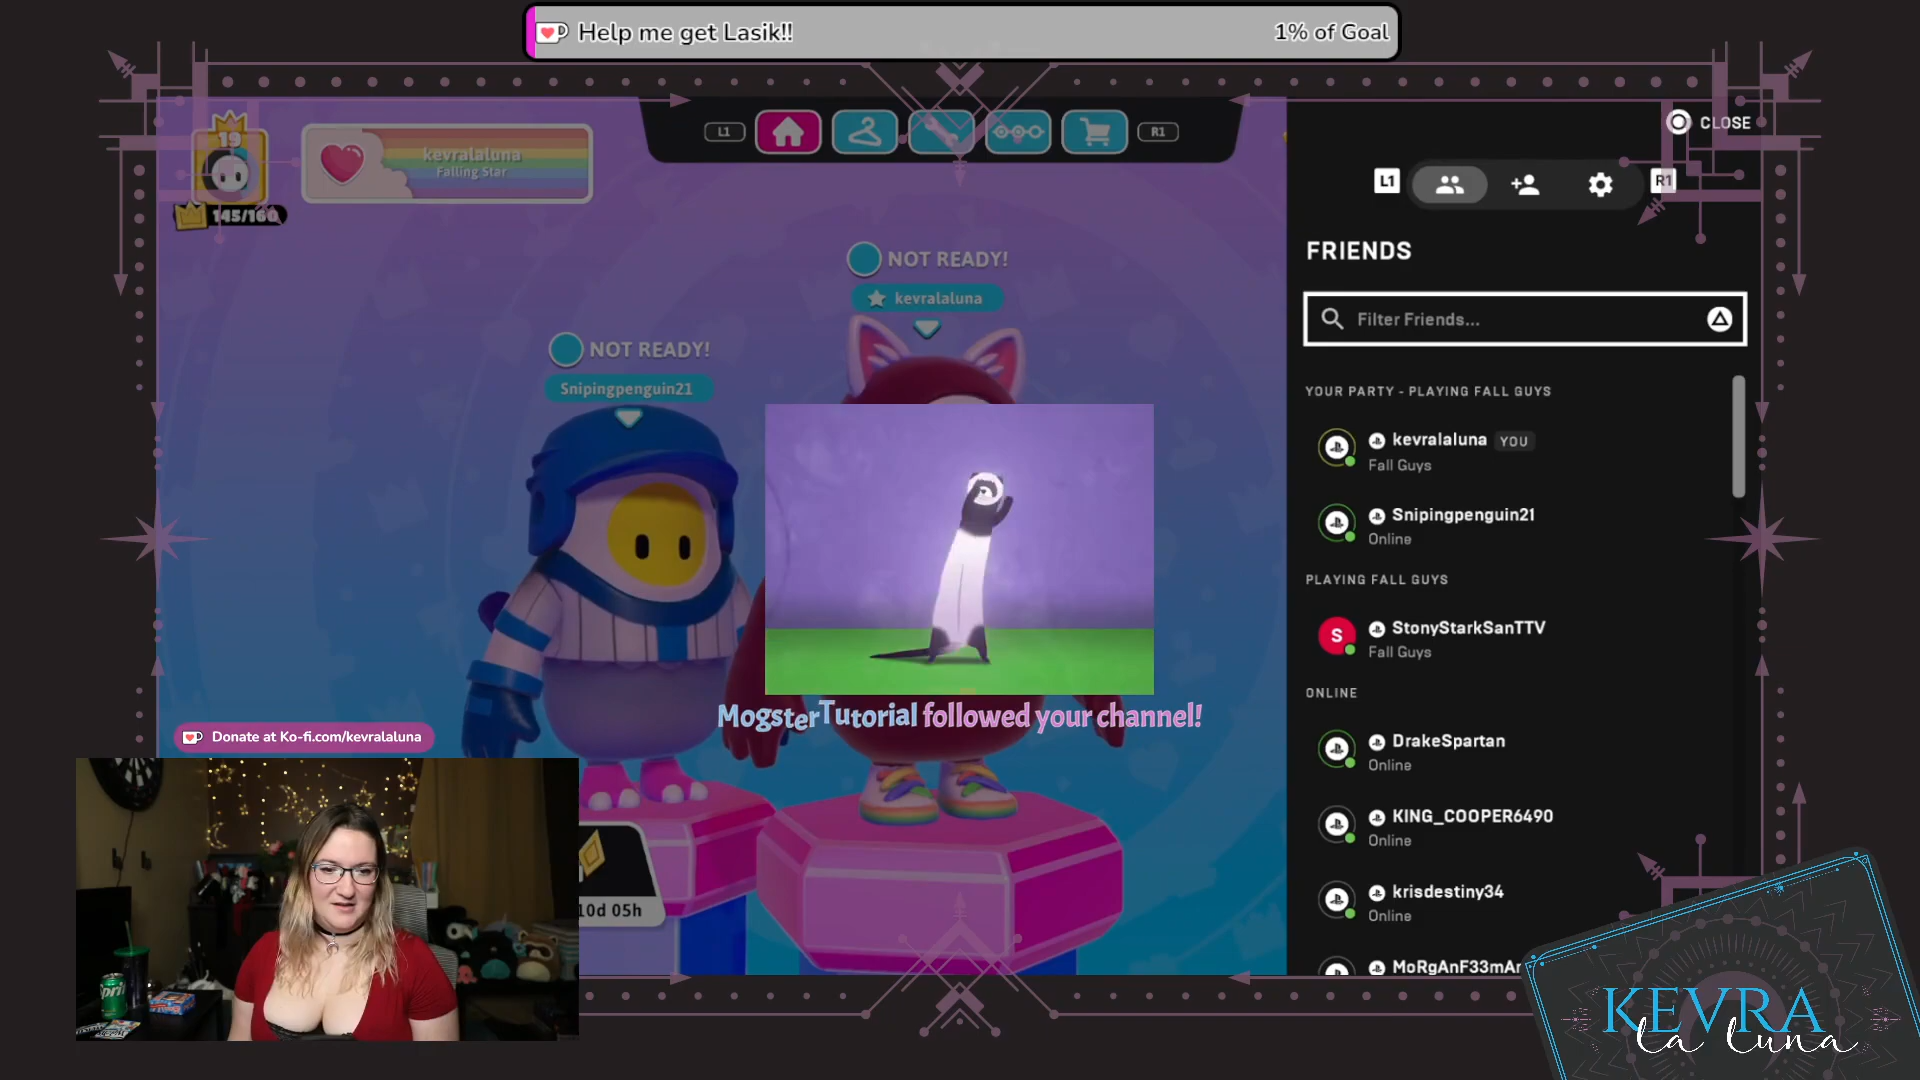 Help me get Lasik!!
1% of Goal
19
kevralaluna
Falling Star
145/160
L1
R1
CLOSE
L1
R1
FRIENDS
Filter Friends...
NOT READY!
kevralaluna
NOT READY!
Snipingpenguin21
YOUR PARTY - PLAYING FALL GUYS
kevralaluna YOU
Fall Guys
Snipingpenguin21
Online
PLAYING FALL GUYS
S
StonyStarkSanTTV
Fall Guys
ONLINE
DrakeSpartan
Online
KING_COOPER6490
Online
krisdestiny34
Online
MogsterTutorial followed your channel!
Donate at Ko-fi.com/kevralaluna
10d 05h
KEVRA
la luna